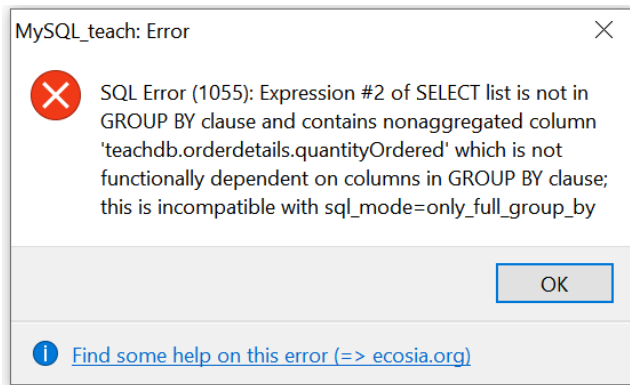 MySQL_teach: Error
SQL Error (1055): Expression #2 of SELECT list is not in
GROUP BY clause and contains nonaggregated column
'teachdb.orderdetails.quantityOrdered' which is not
functionally dependent on columns in GROUP BY clause;
this is incompatible with sql_mode=only_full_group_by
OK
Find some help on this error (=> ecosia.org)